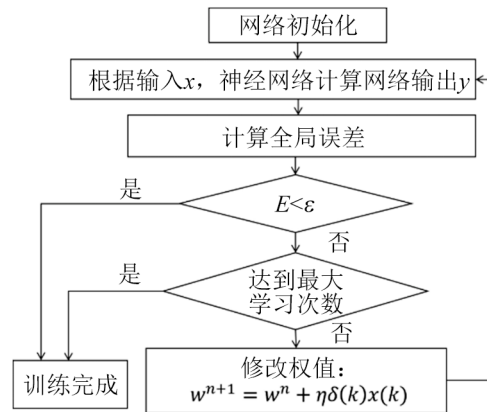 网络初始化
根据输入x，神经网络计算网络输出y
计算全局误差
是
E<ε
否
是
达到最大
学习次数
否
训练完成
修改权值：
wⁿ⁺¹ = wⁿ + ηδ(k)x(k)